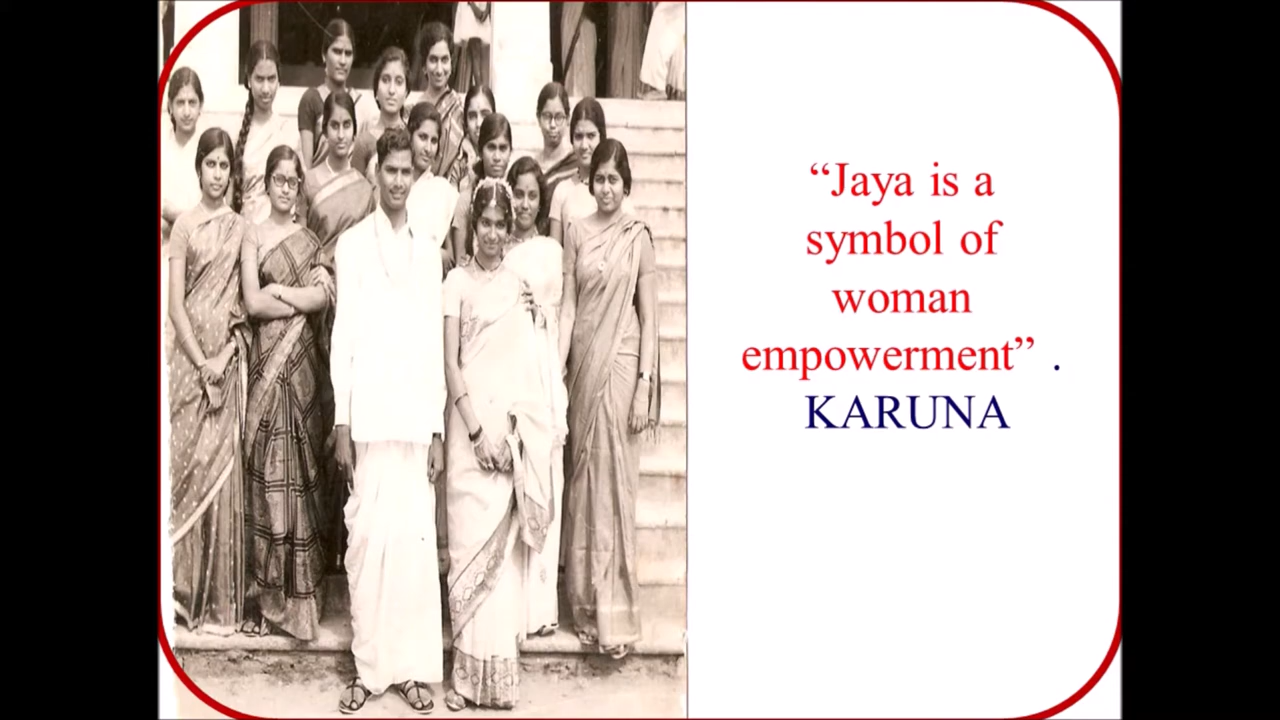 “Jaya is a
symbol of
woman
empowerment” .
KARUNA